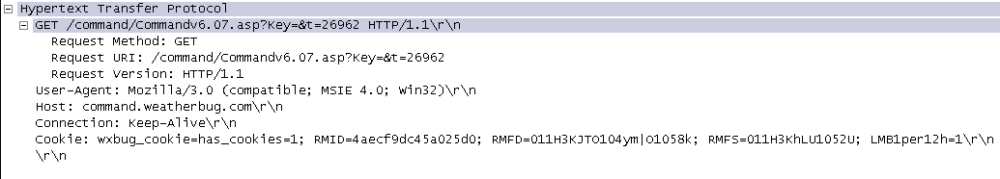 Hypertext Transfer Protocol
GET /command/Commandv6.07.asp?Key=&t=26962 HTTP/1.1\r\n
Request Method: GET
Request URI: /command/Commandv6.07.asp?Key=&t=26962
Request Version: HTTP/1.1
User-Agent: Mozilla/3.0 (compatible; MSIE 4.0; Win32)\r\n
Host: command.weatherbug.com\r\n
Connection: Keep-Alive\r\n
Cookie: wxbug_cookie=has_cookies=1; RMID=4aecf9dc45a025d0; RMFD=011H3KJTO104ym|O1058k; RMFS=011H3KhLU1052U; LMB1per12h=1\r\n
\r\n